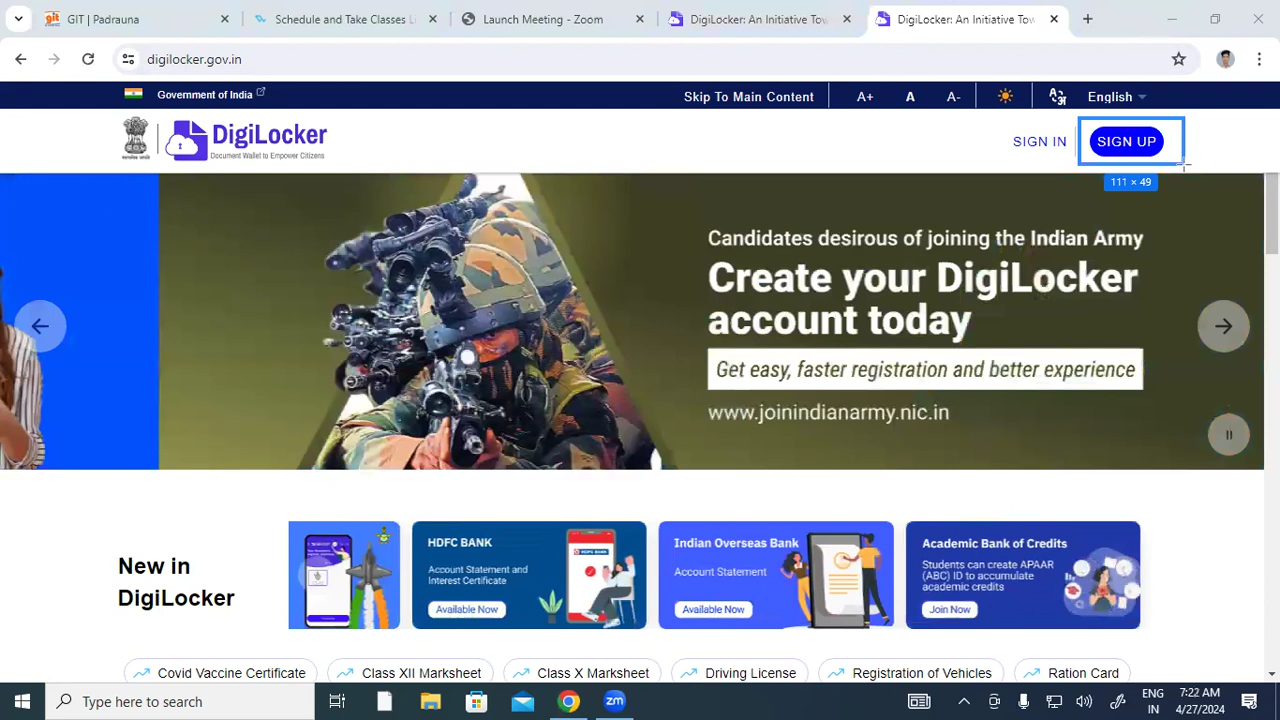 GIT | Padrauna
Schedule and Take Classes Li
Launch Meeting - Zoom
DigiLocker: An Initiative Tow
DigiLocker: An Initiative Tow
digilocker.gov.in
Government of India
Skip To Main Content
A+
A
A-
English
DigiLocker
Document Wallet to Empower Citizens
SIGN IN
SIGN UP
111 × 49
Candidates desirous of joining the Indian Army
Create your DigiLocker
account today
Get easy, faster registration and better experience
www.joinindianarmy.nic.in
New in
DigiLocker
HDFC BANK
Account Statement and
Interest Certificate
Available Now
Indian Overseas Bank
Account Statement
Available Now
Academic Bank of Credits
Students can create APAAR
(ABC) ID to accumulate
academic credits
Join Now
Covid Vaccine Certificate
Class XII Marksheet
Class X Marksheet
Driving License
Registration of Vehicles
Ration Card
Type here to search
zm
ENG
IN
7:22 AM
4/27/2024